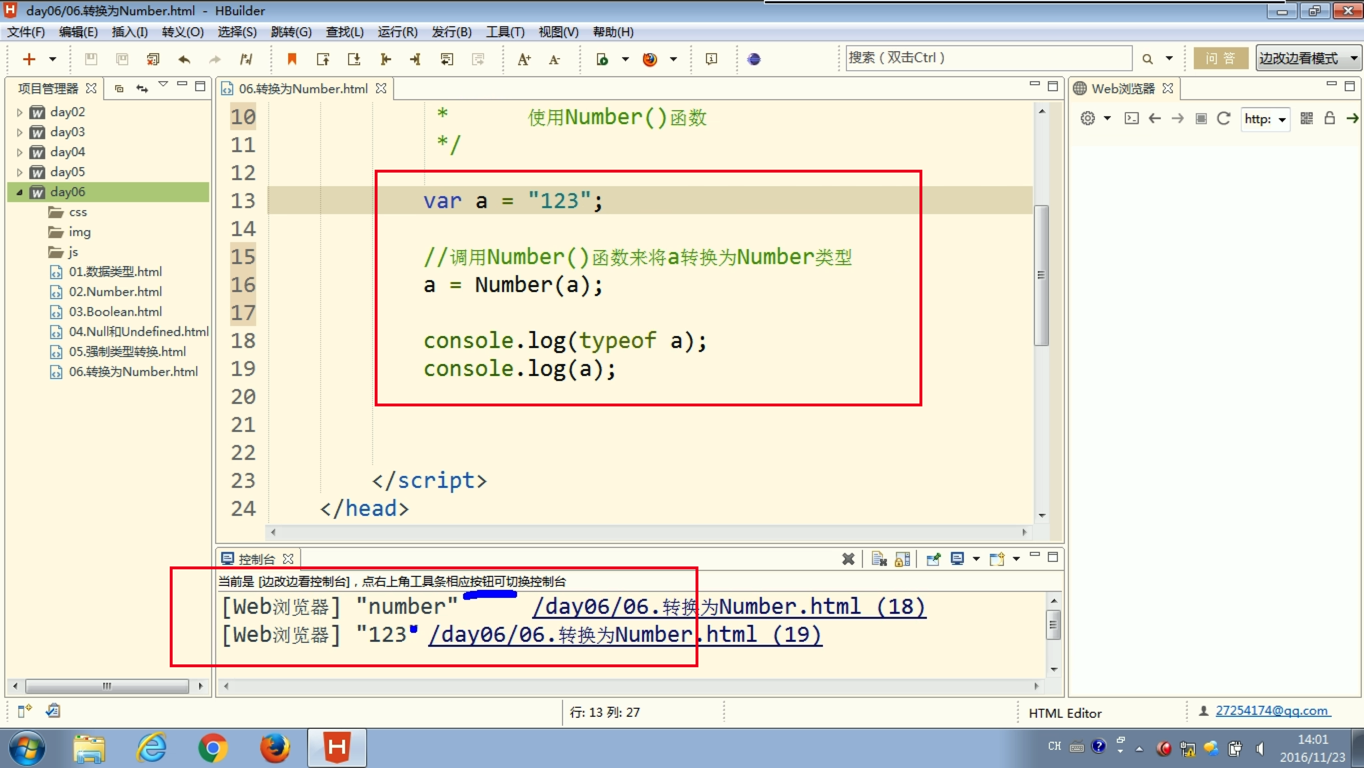 day06/06.转换为Number.html - HBuilder
文件(F) 编辑(E) 插入(I) 转义(O) 选择(S) 跳转(G) 查找(L) 运行(R) 发行(B) 工具(T) 视图(V) 帮助(H)
搜索（双击Ctrl）
问 答
边改边看模式
项目管理器
day02
day03
day04
day05
day06
css
img
js
01.数据类型.html
02.Number.html
03.Boolean.html
04.Null和Undefined.html
05.强制类型转换.html
06.转换为Number.html
06.转换为Number.html
10 * 使用Number()函数
11 */
12
13 var a = "123";
14
15 //调用Number()函数来将a转换为Number类型
16 a = Number(a);
17
18 console.log(typeof a);
19 console.log(a);
20
21
22
23 </script>
24 </head>
Web浏览器
http:
控制台
当前是 [边改边看控制台]，点右上角工具条相应按钮可切换控制台
[Web浏览器] "number" /day06/06.转换为Number.html (18)
[Web浏览器] "123 /day06/06.转换为Number.html (19)
行: 13 列: 27
HTML Editor
27254174@qq.com
CH
14:01
2016/11/23